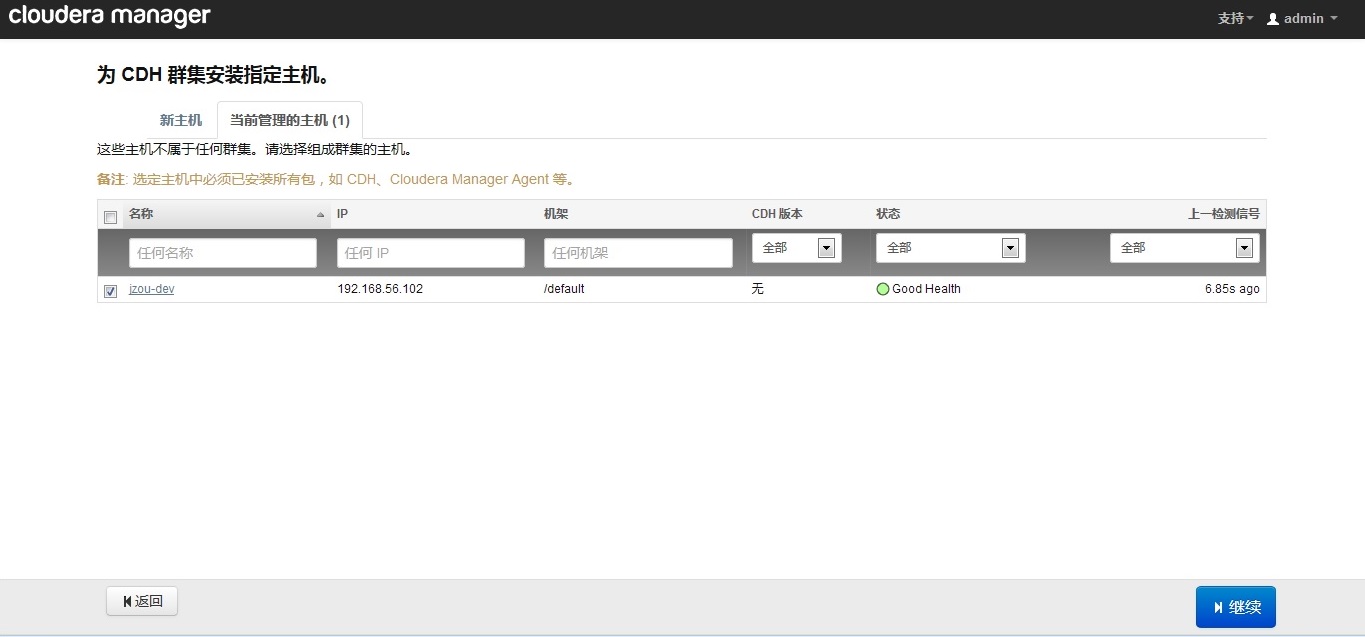 cloudera manager
支持 admin
为 CDH 群集安装指定主机。
新主机 当前管理的主机 (1)
这些主机不属于任何群集。请选择组成群集的主机。
备注: 选定主机中必须已安装所有包，如 CDH、Cloudera Manager Agent 等。
名称 IP 机架 CDH 版本 状态 上一检测信号
任何名称 任何 IP 任何机架 全部 全部 全部
jzou-dev 192.168.56.102 /default 无 Good Health 6.85s ago
返回 继续